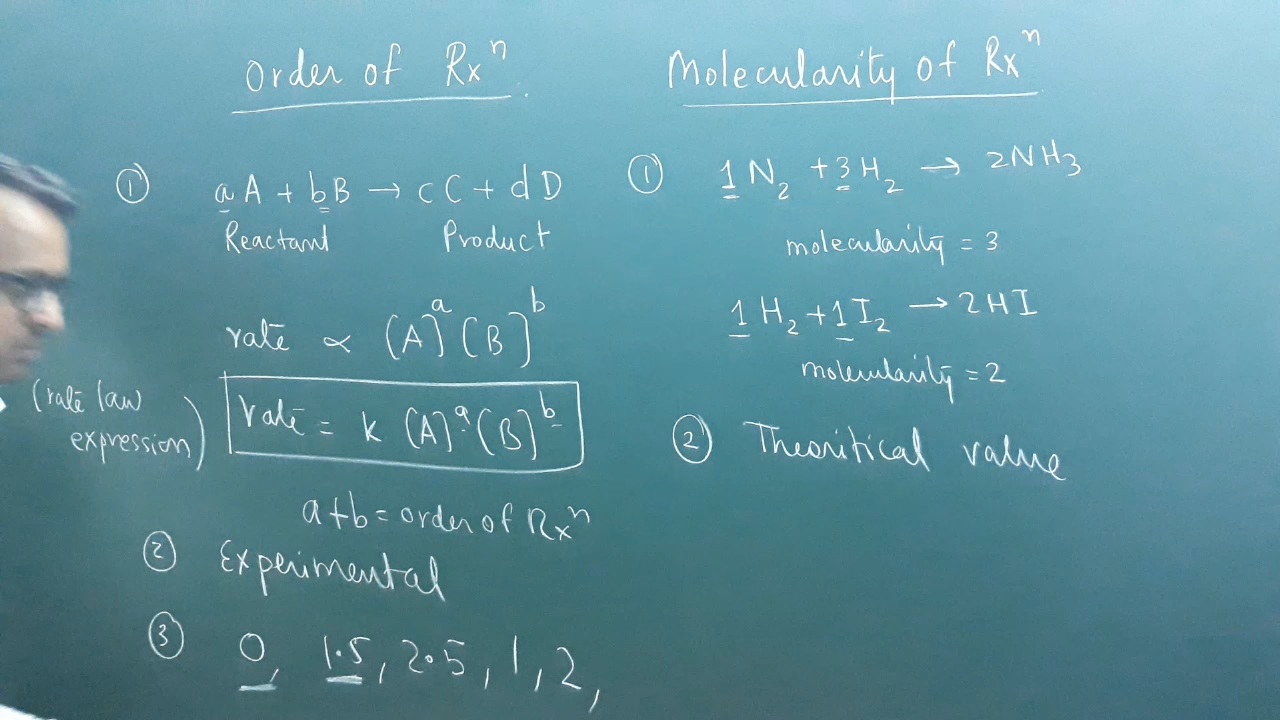 Order of Rxⁿ
① aA + bB → cC + dD
Reactant Product
rate ∝ (A]ᵃ (B]ᵇ
(rate law expression)
rate = k (A]ᵃ (B]ᵇ
a+b = order of Rxⁿ
② Experimental
③ 0, 1.5, 2.5, 1, 2,
Molecularity of Rxⁿ
① 1N₂ + 3H₂ → 2NH₃
molecularity = 3
1H₂ + 1I₂ → 2HI
molecularity = 2
② Theoritical value